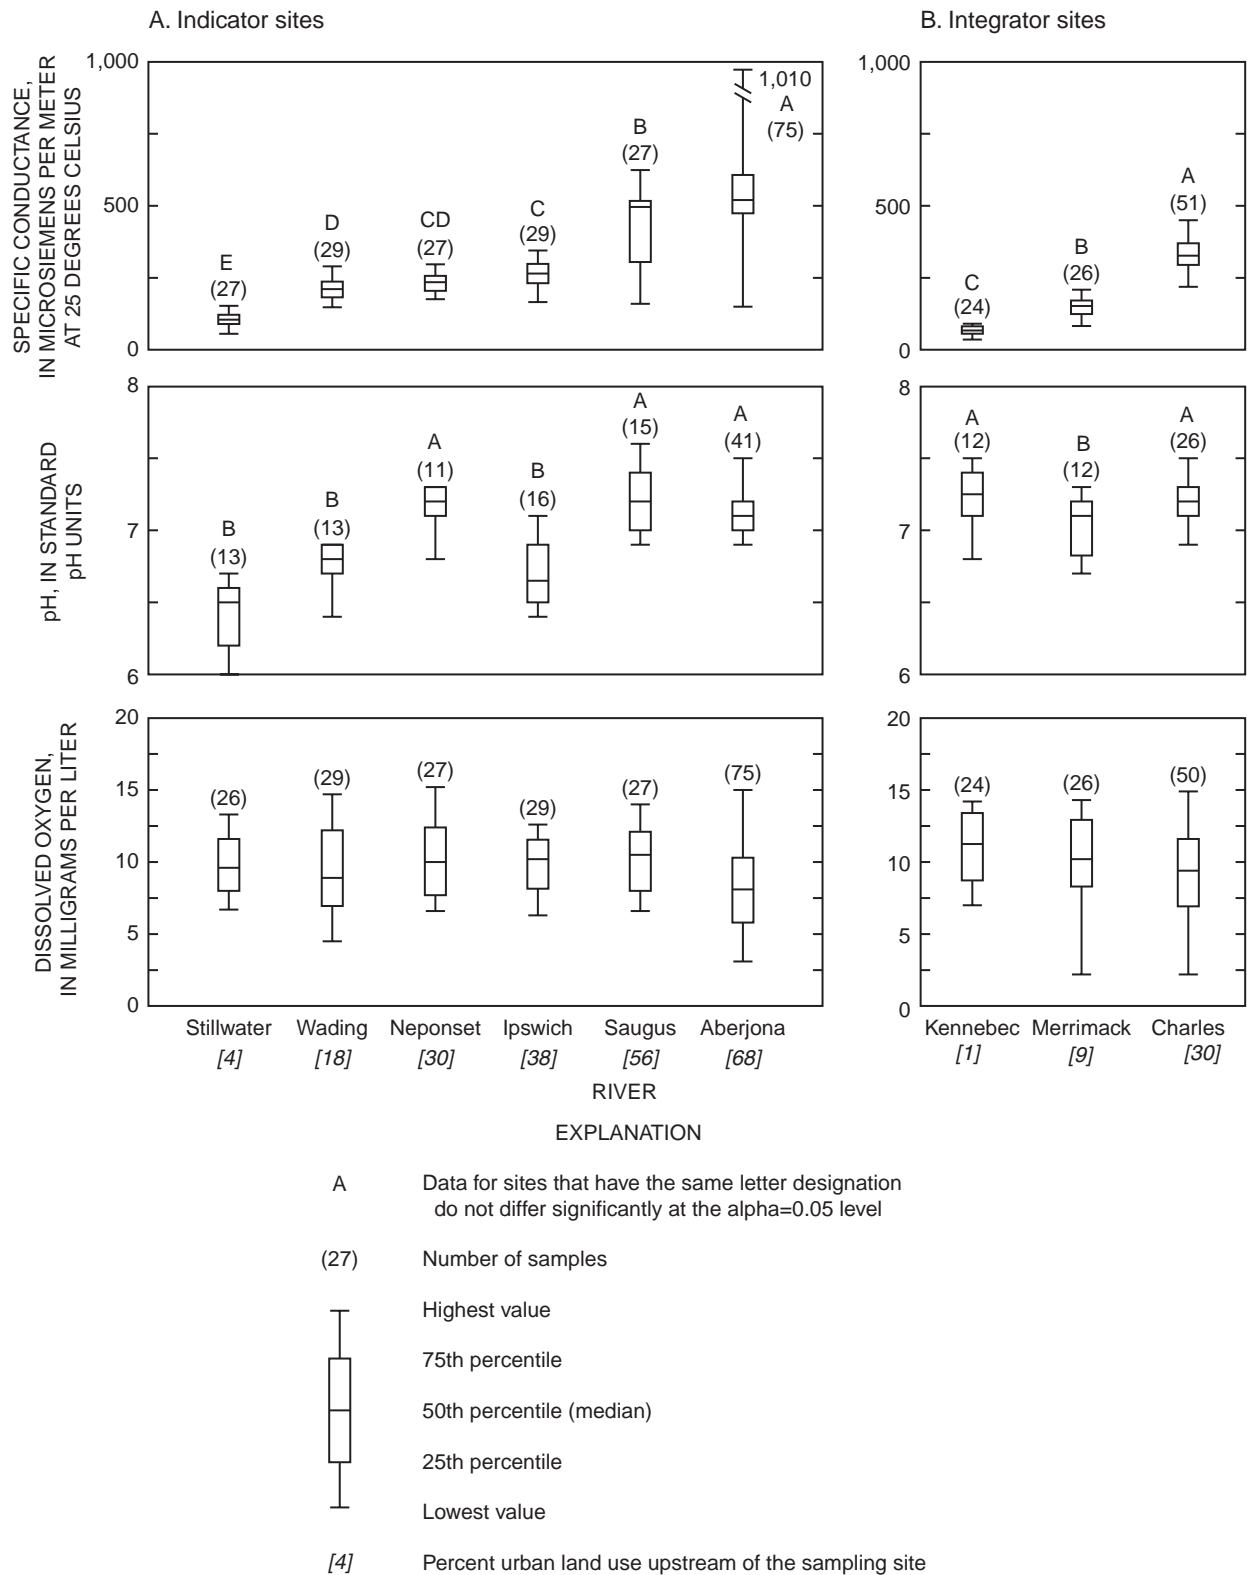 A. Indicator sites
B. Integrator sites
SPECIFIC CONDUCTANCE,
IN MICROSIEMENS PER METER
AT 25 DEGREES CELSIUS
1,000
500
0
E
(27)
D
(29)
CD
(27)
C
(29)
B
(27)
1,010
A
(75)
1,000
500
0
C
(24)
B
(26)
A
(51)
pH, IN STANDARD
pH UNITS
8
7
6
B
(13)
B
(13)
A
(11)
B
(16)
A
(15)
A
(41)
8
7
6
A
(12)
B
(12)
A
(26)
DISSOLVED OXYGEN,
IN MILLIGRAMS PER LITER
20
15
10
5
0
(26)
(29)
(27)
(29)
(27)
(75)
20
15
10
5
0
(24)
(26)
(50)
Stillwater Wading Neponset Ipswich Saugus Aberjona
[4] [18] [30] [38] [56] [68]
Kennebec Merrimack Charles
[1] [9] [30]
RIVER
EXPLANATION
A Data for sites that have the same letter designation
do not differ significantly at the alpha=0.05 level
(27) Number of samples
Highest value
75th percentile
50th percentile (median)
25th percentile
Lowest value
[4] Percent urban land use upstream of the sampling site